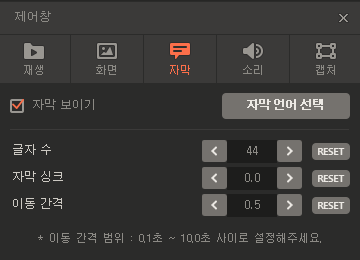 제어창
재생 화면 자막 소리 캡처
자막 보이기 자막 언어 선택
글자 수 44 RESET
자막 싱크 0.0 RESET
이동 간격 0.5 RESET
* 이동 간격 범위 : 0.1초 ~ 10.0초 사이로 설정해주세요.